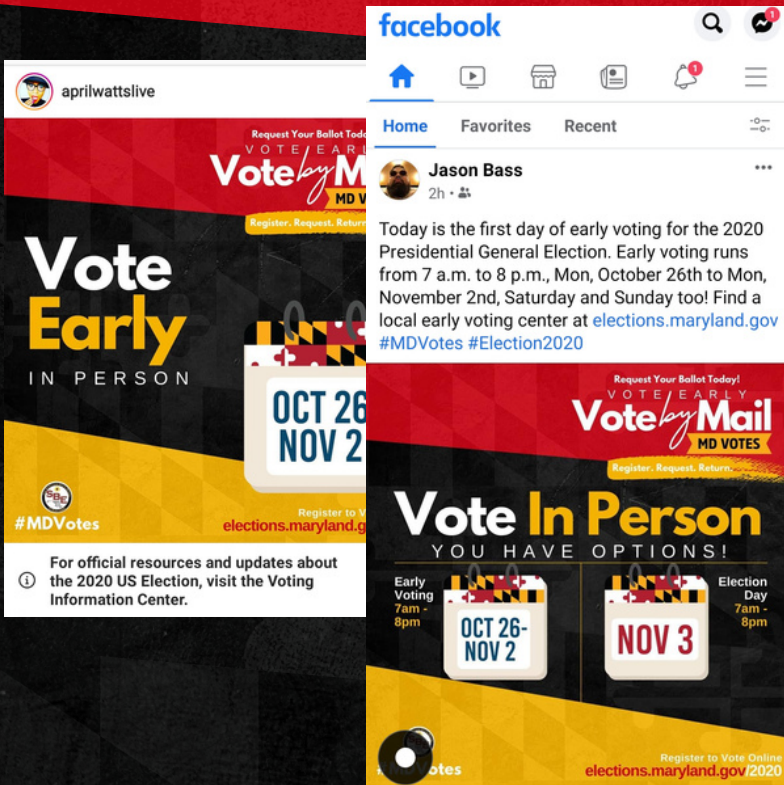 aprilwattslive
Request Your Ballot
VOTE EARL
Vote by M
MD V
Register. Request. Return
Vote
Early
IN PERSON
OCT 26
NOV 2
SBE
#MDVotes
Register to V
elections.maryland.g
For official resources and updates about
the 2020 US Election, visit the Voting
Information Center.
facebook
1
1
Home
Favorites
Recent
Jason Bass
2h
Today is the first day of early voting for the 2020
Presidential General Election. Early voting runs
from 7 a.m. to 8 p.m., Mon, October 26th to Mon,
November 2nd, Saturday and Sunday too! Find a
local early voting center at elections.maryland.gov
#MDVotes #Election2020
Request Your Ballot Today!
VOTE EARLY
Vote by Mail
MD VOTES
Register. Request. Return.
Vote In Person
YOU HAVE OPTIONS!
Early
Voting
7am -
8pm
OCT 26-
NOV 2
NOV 3
Election
Day
7am -
8pm
otes
Register to Vote Online
elections.maryland.gov/2020